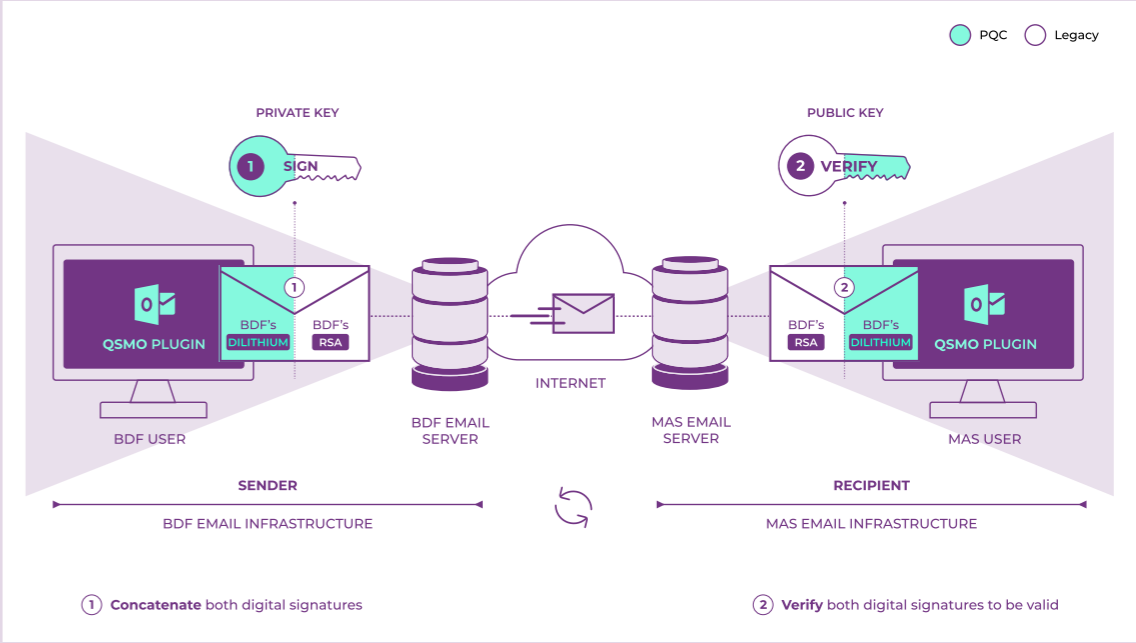 PQC
Legacy
PRIVATE KEY
PUBLIC KEY
1 SIGN
2 VERIFY
1
2
BDF's
DILITHIUM
BDF's
RSA
BDF's
RSA
BDF's
DILITHIUM
O
QSMO PLUGIN
O
QSMO PLUGIN
INTERNET
BDF EMAIL
SERVER
MAS EMAIL
SERVER
BDF USER
MAS USER
SENDER
RECIPIENT
BDF EMAIL INFRASTRUCTURE
MAS EMAIL INFRASTRUCTURE
1 Concatenate both digital signatures
2 Verify both digital signatures to be valid